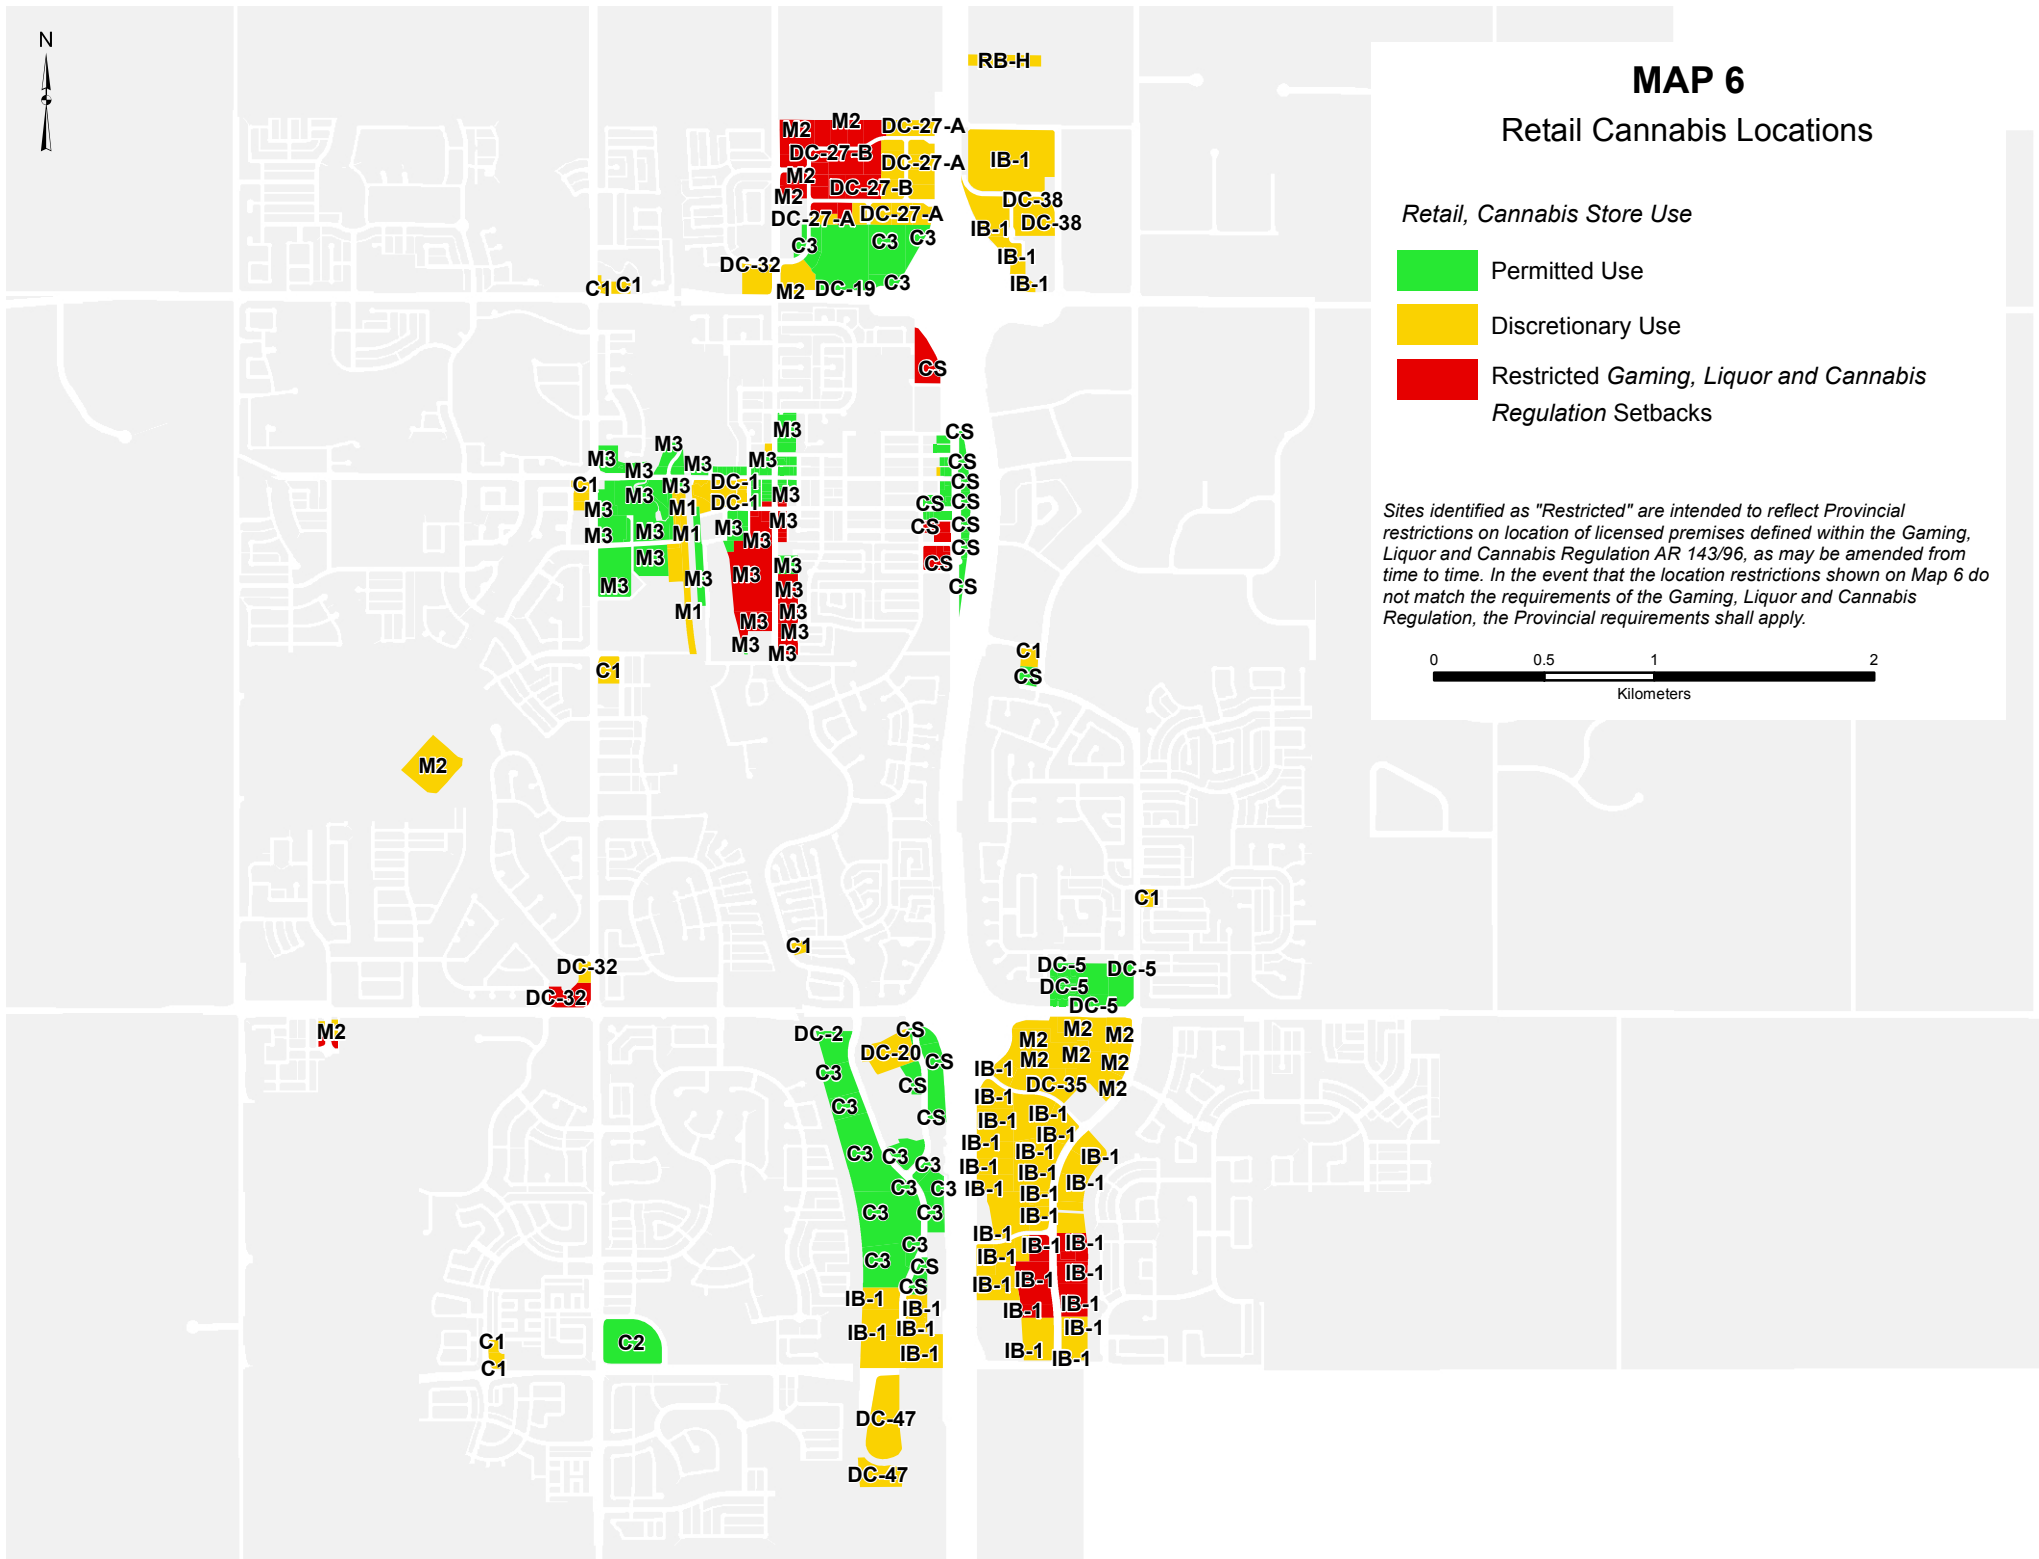 N
MAP 6
Retail Cannabis Locations
Retail, Cannabis Store Use
Permitted Use
Discretionary Use
Restricted Gaming, Liquor and Cannabis
Regulation Setbacks
Sites identified as "Restricted" are intended to reflect Provincial
restrictions on location of licensed premises defined within the Gaming,
Liquor and Cannabis Regulation AR 143/96, as may be amended from
time to time. In the event that the location restrictions shown on Map 6 do
not match the requirements of the Gaming, Liquor and Cannabis
Regulation, the Provincial requirements shall apply.
0 0.5 1 2
Kilometers
RB-H
M2 M2 DC-27-A
DC-27-B DC-27-A IB-1
M2 DC-27-B
M2 DC-38
DC-27-A DC-27-A DC-38
IB-1
C3 C3 C3
IB-1
DC-32
C1 C1 M2 DC-19 C3 IB-1
CS
M3 CS
M3
M3 M3 M3 CS
M3
C1 M3 DC-1 CS
M3 M3
M3 M1 DC-1 CS CS
M3 CS CS
M3 M3 M1 M3
M3 CS
M3 M3 CS
M3 M3 M3 CS
M3
M1 M3
M3 M3
M3 M3
C1
C1 CS
M2
C1
C1
DC-32 DC-5 DC-5
DC-32 DC-5
DC-5
M2 DC-2 CS M2 M2
M2
DC-20 CS M2 M2 M2
C3 IB-1
CS DC-35 M2
C3 IB-1
CS IB-1 IB-1
IB-1 IB-1
C3 C3 C3 IB-1 IB-1 IB-1
C3 C3 IB-1 IB-1 IB-1
IB-1
C3 C3 IB-1
C3 IB-1 IB-1 IB-1
C3 CS IB-1 IB-1 IB-1
CS IB-1
IB-1 IB-1 IB-1 IB-1
IB-1 IB-1 IB-1
C1 C2 IB-1 IB-1 IB-1
C1
DC-47
DC-47